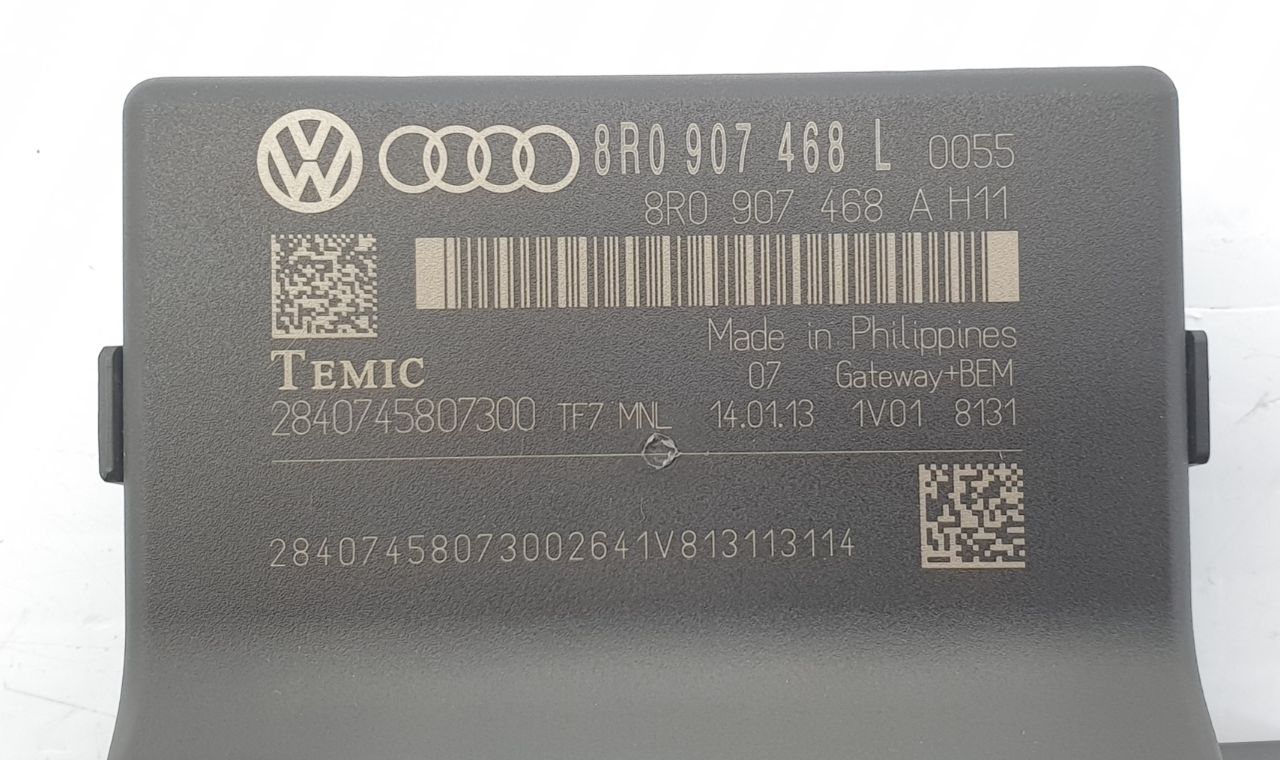 8R0 907 468 L 0055
8R0 907 468 A H11
Made in Philippines
TEMIC 07 Gateway+BEM
2840745807300 TF7 MNL 14.01.13 1V01 8131
28407458073002641V813113114